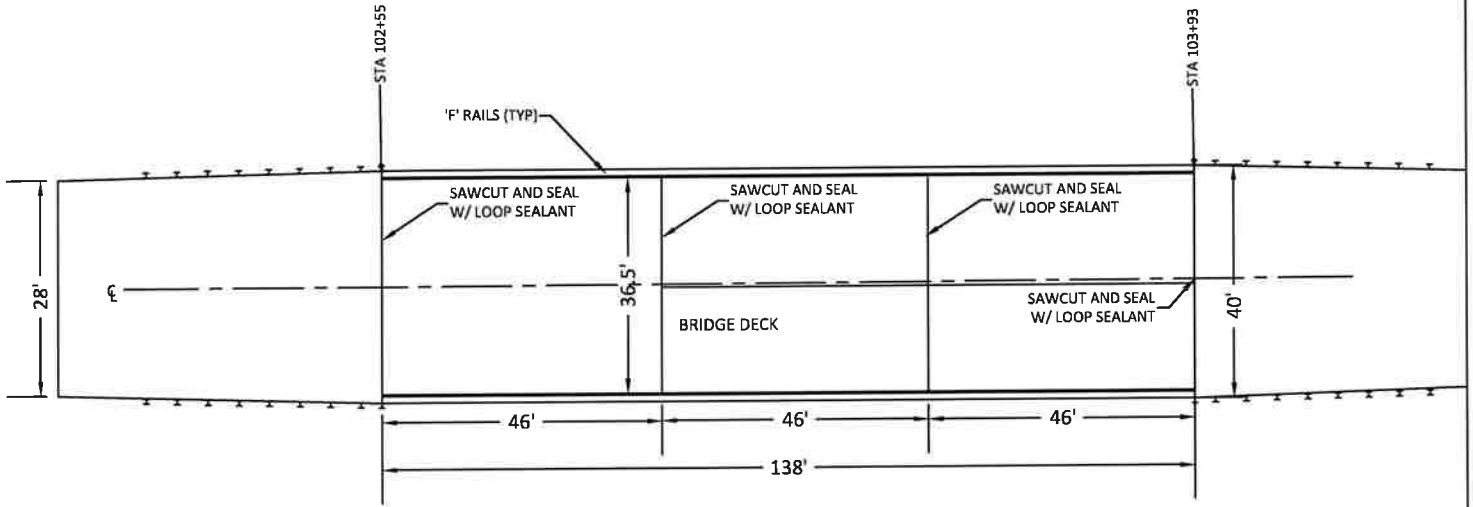 STA 102+55
STA 103+93
'F' RAILS (TYP)
SAWCUT AND SEAL
W/ LOOP SEALANT
SAWCUT AND SEAL
W/ LOOP SEALANT
SAWCUT AND SEAL
W/ LOOP SEALANT
28'
℄
36.5'
SAWCUT AND SEAL
W/ LOOP SEALANT
40'
BRIDGE DECK
46'
46'
46'
138'